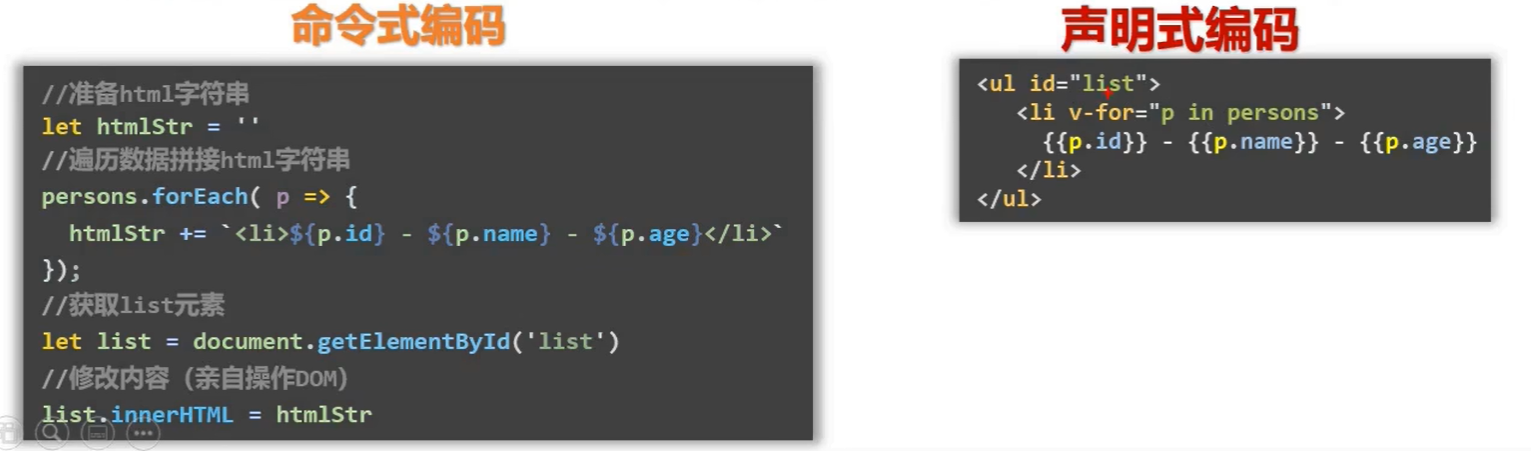 命令式编码
//准备html字符串
let htmlStr = ''
//遍历数据拼接html字符串
persons.forEach( p => {
  htmlStr += `<li>${p.id} - ${p.name} - ${p.age}</li>`
});
//获取list元素
let list = document.getElementById('list')
//修改内容（亲自操作DOM）
list.innerHTML = htmlStr
声明式编码
<ul id="list">
   <li v-for="p in persons">
     {{p.id}} - {{p.name}} - {{p.age}}
   </li>
</ul>